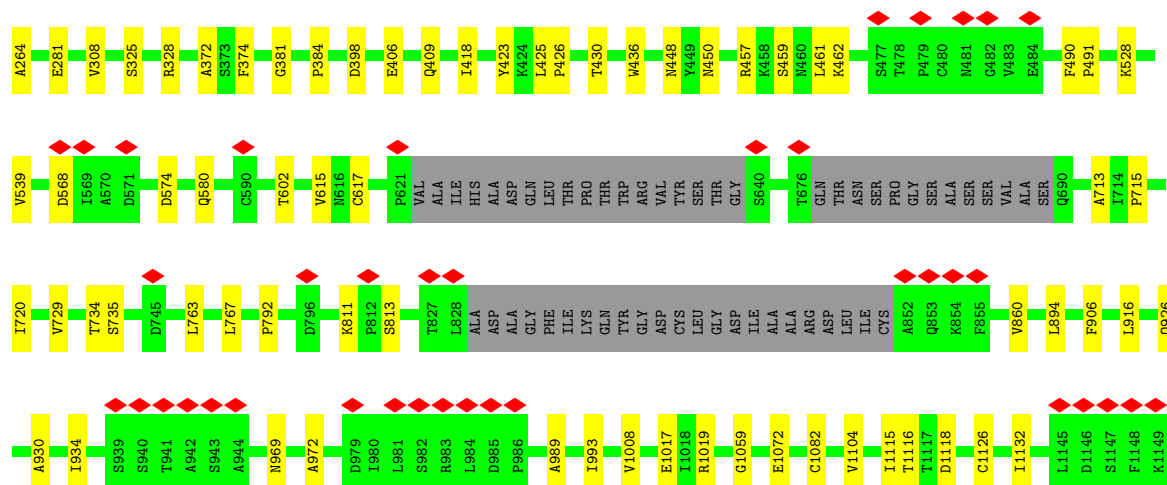 A264 E281 V308 S325 R328 A372 S373 F374 G381 P384 D398 E406 Q409 I418 Y423 K424 L425 P426 T430 W436 N448 Y449 N450 R457 K458 S459 N460 L461 K462 S477 T478 P479 C480 N481 G482 V483 E484 F490 P491 K528
V539 D568 I569 A570 D571 D574 Q580 C590 T602 V615 N616 C617 P621 VAL ALA ILE HIS ALA ASP GLN LEU THR PRO THR TRP ARG VAL TYR SER THR GLY S640 T676 GLN THR ASN SER PRO GLY SER ALA SER SER VAL ALA SER Q690 A713 I714 P715
I720 V729 T734 S735 D745 L763 L767 P792 D796 K811 P812 S813 T827 L828 ALA ASP ALA GLY PHE ILE LYS GLN TYR GLY ASP CYS LEU GLY ASP ILE ALA ALA ARG ASP LEU ILE CYS A852 Q853 K854 F855 V860 L894 F906 L916 Q926
A930 I934 S939 S940 T941 A942 S943 A944 N969 A972 D979 I980 L981 S982 R983 L984 D985 P986 A989 I993 V1008 E1017 I1018 R1019 G1059 E1072 C1082 V1104 I1115 T1116 T1117 D1118 C1126 I1132 L1145 D1146 S1147 F1148 K1149